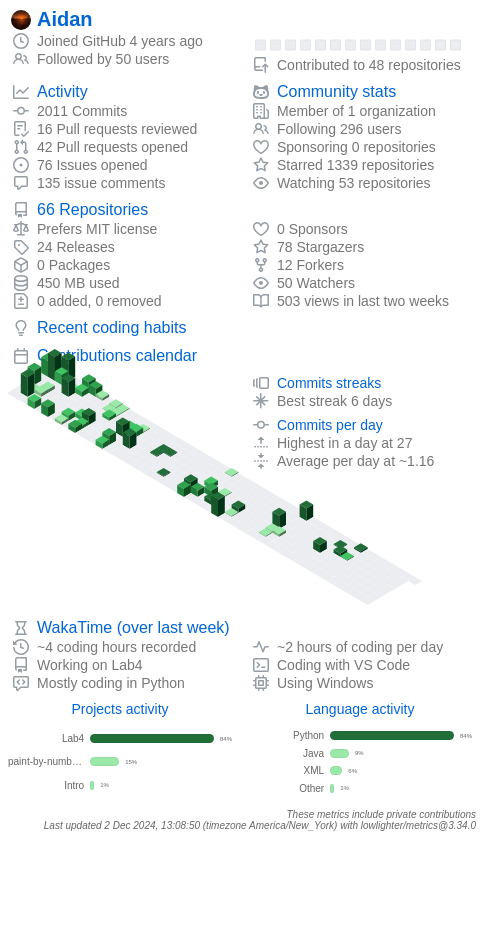 Aidan
Joined GitHub 4 years ago
Followed by 50 users
Contributed to 48 repositories
Activity
2011 Commits
16 Pull requests reviewed
42 Pull requests opened
76 Issues opened
135 issue comments
Community stats
Member of 1 organization
Following 296 users
Sponsoring 0 repositories
Starred 1339 repositories
Watching 53 repositories
66 Repositories
Prefers MIT license
24 Releases
0 Packages
450 MB used
0 added, 0 removed
0 Sponsors
78 Stargazers
12 Forkers
50 Watchers
503 views in last two weeks
Recent coding habits
Contributions calendar
Commits streaks
Best streak 6 days
Commits per day
Highest in a day at 27
Average per day at ~1.16
WakaTime (over last week)
~4 coding hours recorded
Working on Lab4
Mostly coding in Python
~2 hours of coding per day
Coding with VS Code
Using Windows
Projects activity
Lab4 84%
paint-by-numb... 15%
Intro 1%
Language activity
Python 84%
Java 9%
XML 6%
Other 1%
These metrics include private contributions
Last updated 2 Dec 2024, 13:08:50 (timezone America/New_York) with lowlighter/metrics@3.34.0